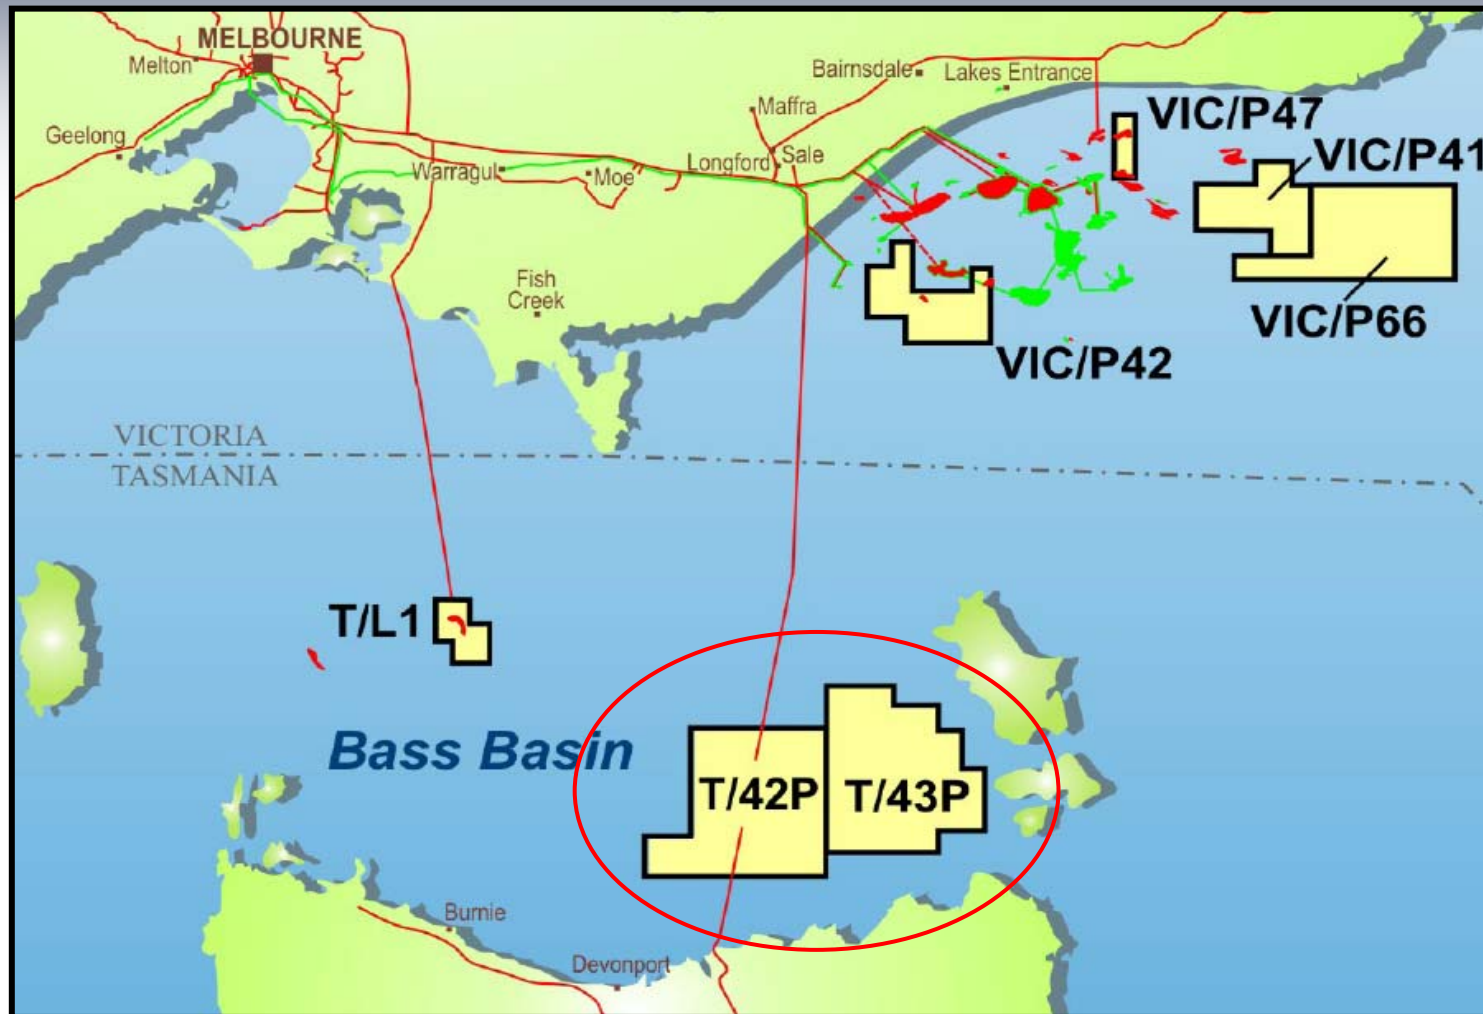 MELBOURNE
Melton
Bairnsdale
Lakes Entrance
Maffra
VIC/P47
Geelong
VIC/P41
Warragul
Moe
Longford
Sale
Fish
Creek
VIC/P66
VIC/P42
VICTORIA
TASMANIA
T/L1
Bass Basin
T/42P
T/43P
Burnie
Devonport